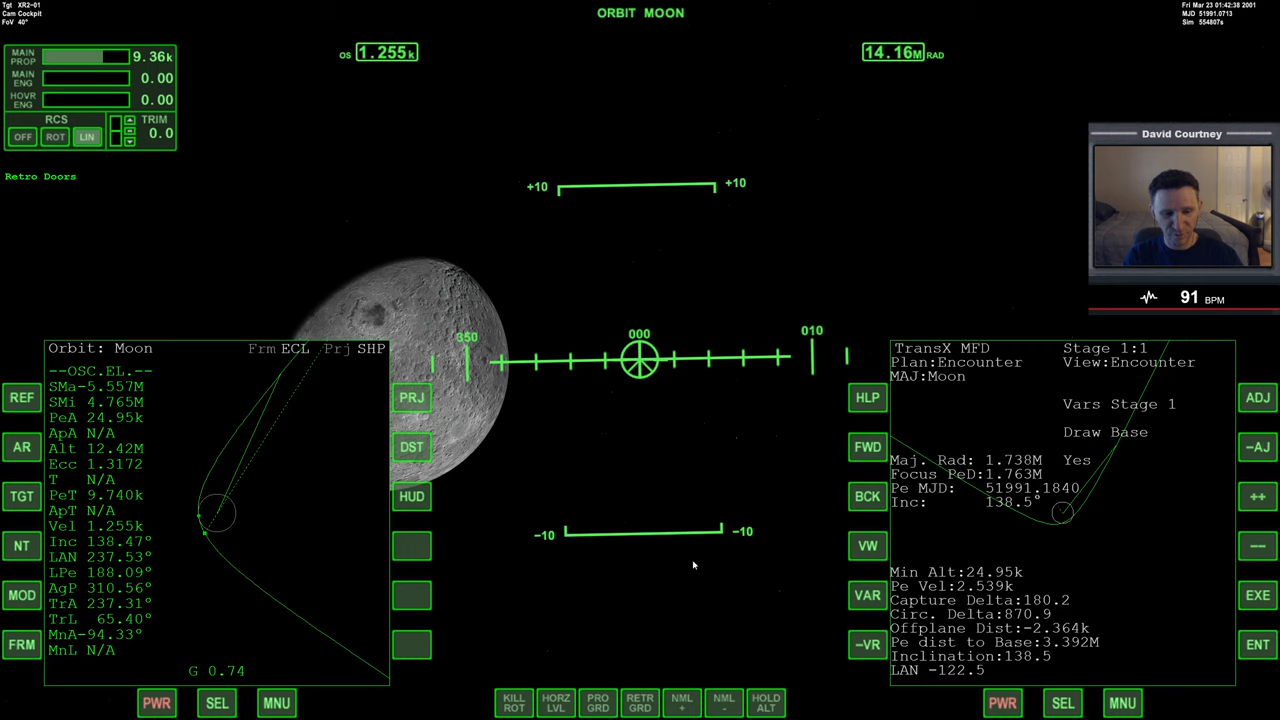 Tgt XR2-01
Cam Cockpit
FoV 40°
ORBIT MOON
Fri Mar 23 01:42:38 2001
MJD 51991.0713
Sim 554807s
MAIN PROP 9.36k
MAIN ENG 0.00
HOVR ENG 0.00
RCS TRIM
OFF ROT LIN 0.0
OS 1.255k
14.16M RAD
Retro Doors
David Courtney
91 BPM
+10 +10
350 000 010
-10 -10
Orbit: Moon Frm ECL Prj SHP
--OSC.EL.--
SMa-5.557M
SMi 4.765M
PeA 24.95k
ApA N/A
Alt 12.42M
Ecc 1.3172
T N/A
PeT 9.740k
ApT N/A
Vel 1.255k
Inc 138.47°
LAN 237.53°
LPe 188.09°
AgP 310.56°
TrA 237.31°
TrL 65.40°
MnA-94.33°
MnL N/A
G 0.74
REF
AR
TGT
NT
MOD
FRM
PRJ
DST
HUD
PWR SEL MNU
KILL ROT
HORZ LVL
PRO GRD
RETR GRD
NML +
NML -
HOLD ALT
TransX MFD Stage 1:1
Plan:Encounter View:Encounter
MAJ:Moon
Vars Stage 1
Draw Base
Maj. Rad: 1.738M Yes
Focus PeD:1.763M
Pe MJD: 51991.1840
Inc: 138.5°
Min Alt:24.95k
Pe Vel:2.539k
Capture Delta:180.2
Circ. Delta:870.9
Offplane Dist:-2.364k
Pe dist to Base:3.392M
Inclination:138.5
LAN -122.5
HLP
FWD
BCK
VW
VAR
-VR
ADJ
-AJ
++
--
EXE
ENT
PWR SEL MNU